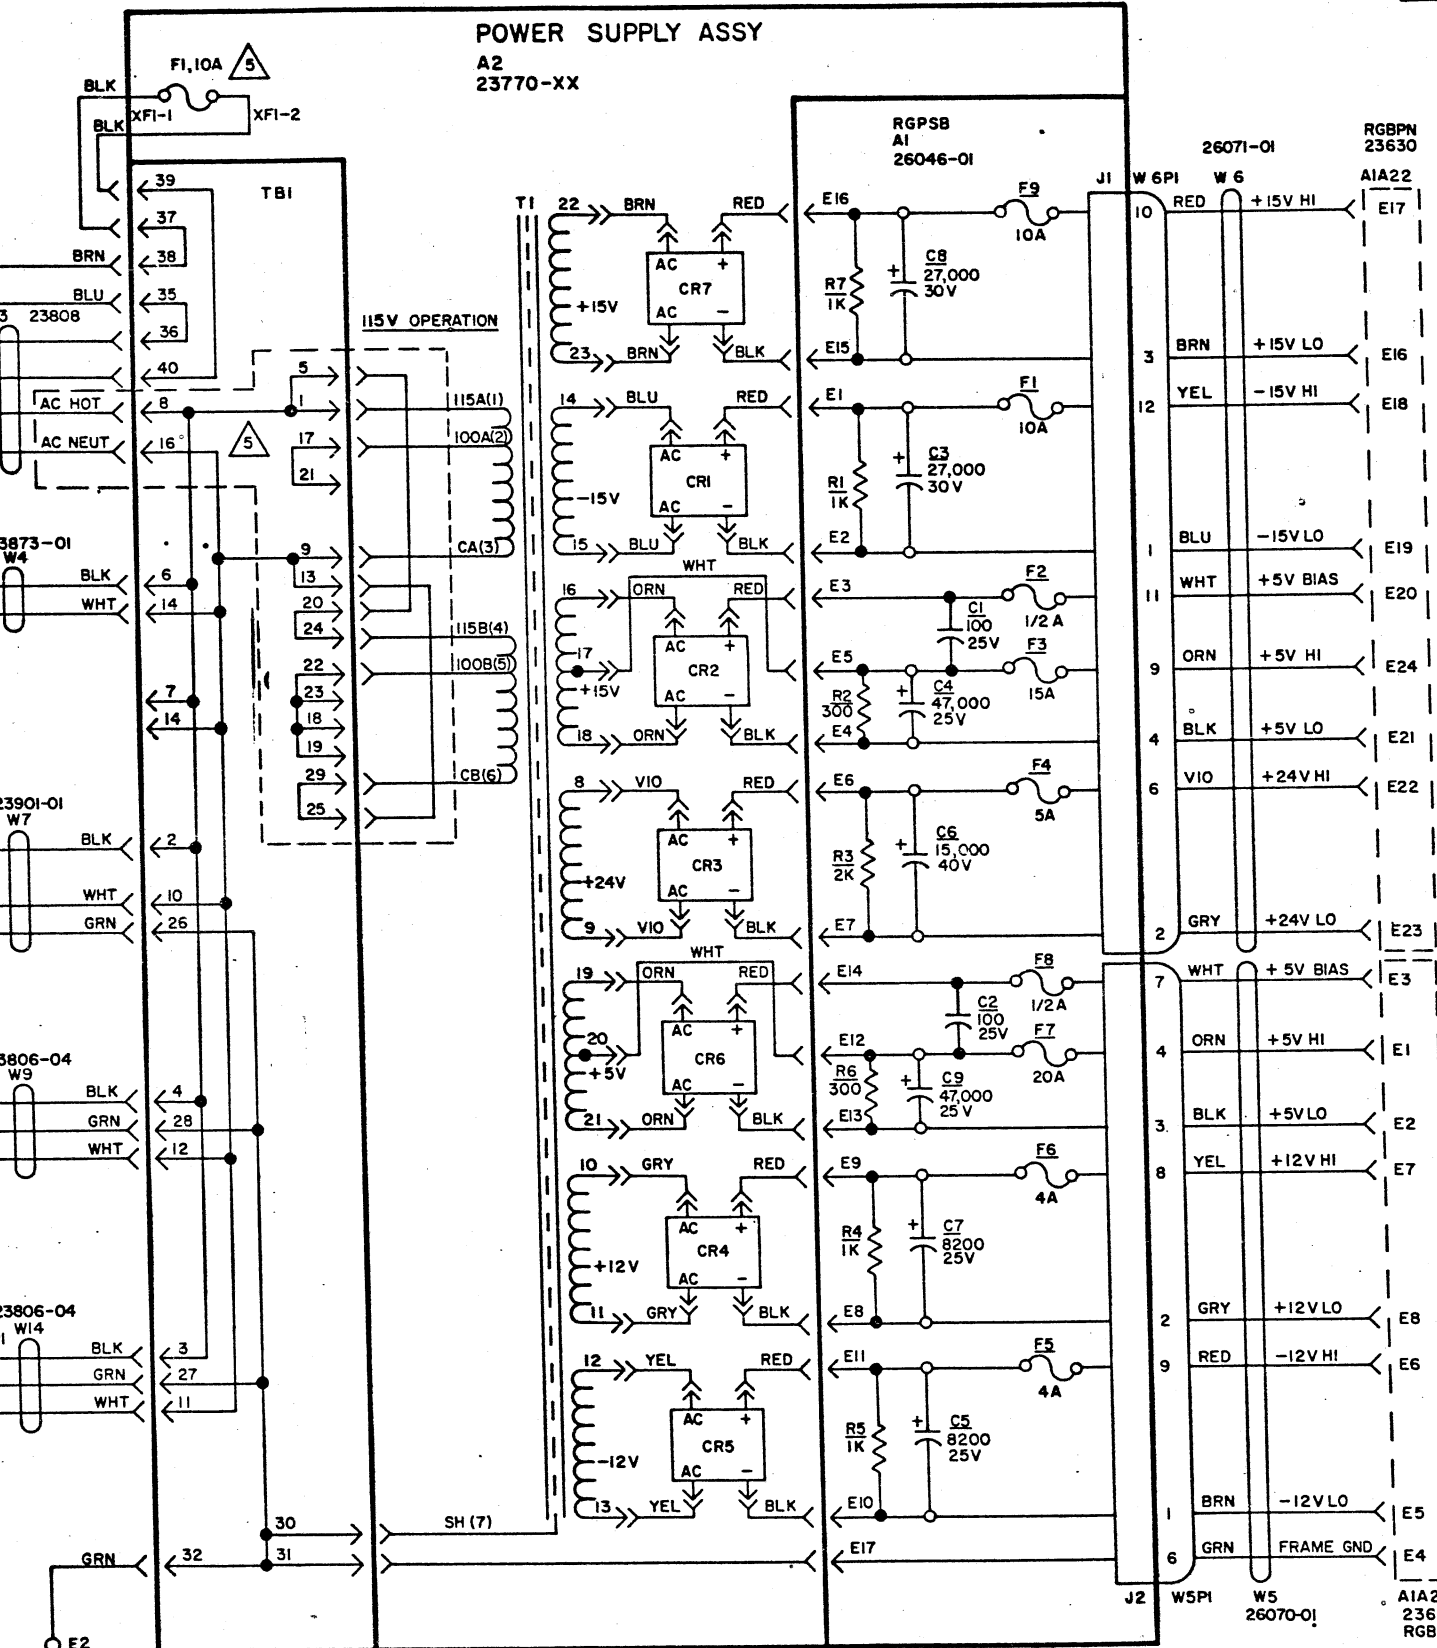 POWER SUPPLY ASSY
A2
23770-XX
F1,10A
5
BLK
XF1-1
XF1-2
BLK
RGPSB
A1
26046-01
26071-01
RGBPN
23630
J1
W6P1
W6
A1A22
TB1
39
37
BRN
38
BLU
35
3
23808
36
40
AC HOT
8
AC NEUT
16
5
115V OPERATION
5
1
17
21
9
13
20
24
22
23
18
19
29
25
115A(1)
100A(2)
CA(3)
115B(4)
100B(5)
CB(6)
3873-01
W4
BLK
6
WHT
14
7
14
23901-01
W7
BLK
2
WHT
10
GRN
26
3806-04
W9
BLK
4
GRN
28
WHT
12
23806-04
1
W14
BLK
3
GRN
27
WHT
11
30
SH (7)
GRN
32
31
E2
T1
22
BRN
RED
E16
F9
10A
10
RED
+15V HI
E17
AC
+
CR7
AC
-
+15V
R7
1K
+
C8
27,000
30V
23
BRN
BLK
E15
3
BRN
+15V LO
E16
14
BLU
RED
E1
F1
10A
12
YEL
-15V HI
E18
AC
+
CR1
AC
-
-15V
R1
1K
+
C3
27,000
30V
15
BLU
BLK
E2
1
BLU
-15V LO
E19
WHT
16
ORN
RED
E3
F2
1/2A
11
WHT
+5V BIAS
E20
C1
100
25V
AC
+
CR2
AC
-
17
+15V
E5
F3
15A
9
ORN
+5V HI
E24
R2
300
+
C4
47,000
25V
18
ORN
BLK
E4
4
BLK
+5V LO
E21
8
VIO
RED
E6
F4
5A
6
VIO
+24V HI
E22
AC
+
CR3
AC
-
+24V
R3
2K
+
C6
15,000
40V
9
VIO
BLK
E7
2
GRY
+24V LO
E23
WHT
19
ORN
RED
E14
F8
1/2A
7
WHT
+5V BIAS
E3
C2
100
25V
AC
+
CR6
AC
-
20
+5V
E12
F7
20A
4
ORN
+5V HI
E1
R6
300
+
C9
47,000
25V
21
ORN
BLK
E13
3
BLK
+5V LO
E2
10
GRY
RED
E9
F6
4A
8
YEL
+12V HI
E7
AC
+
CR4
AC
-
+12V
R4
1K
+
C7
8200
25V
11
GRY
BLK
E8
2
GRY
+12V LO
E8
12
YEL
RED
E11
F5
4A
9
RED
-12V HI
E6
AC
+
CR5
AC
-
-12V
R5
1K
+
C5
8200
25V
13
YEL
BLK
E10
1
BRN
-12V LO
E5
E17
6
GRN
FRAME GND
E4
J2
W5P1
W5
26070-01
A1A2
236
RGB